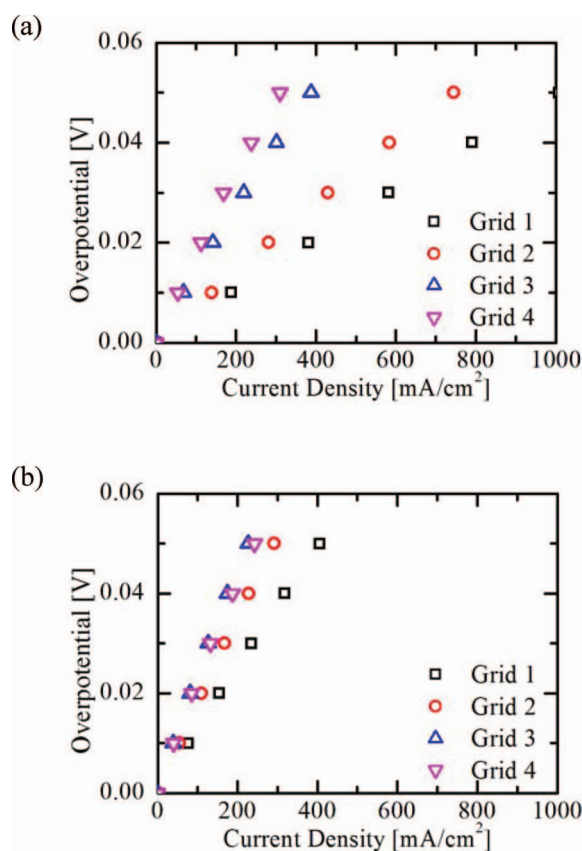 (a)
0.06
0.04
0.02
0.00
Overpotential [V]
Grid 1
Grid 2
Grid 3
Grid 4
0 200 400 600 800 1000
Current Density [mA/cm²]
(b)
0.06
0.04
0.02
0.00
Overpotential [V]
Grid 1
Grid 2
Grid 3
Grid 4
0 200 400 600 800 1000
Current Density [mA/cm²]